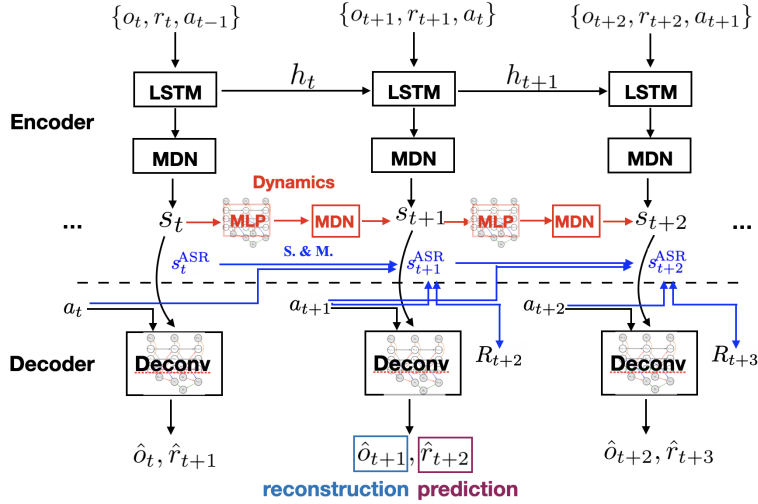 {o_t, r_t, a_{t−1}} {o_{t+1}, r_{t+1}, a_t} {o_{t+2}, r_{t+2}, a_{t+1}}
LSTM h_t LSTM h_{t+1} LSTM
Encoder
MDN MDN MDN
Dynamics
... s_t MLP MDN s_{t+1} MLP MDN s_{t+2} ...
s_t^{ASR} S. & M. s_{t+1}^{ASR} s_{t+2}^{ASR}
a_t a_{t+1} a_{t+2}
Decoder Deconv Deconv R_{t+2} Deconv R_{t+3}
ô_t, r̂_{t+1} ô_{t+1}, r̂_{t+2} ô_{t+2}, r̂_{t+3}
reconstruction prediction